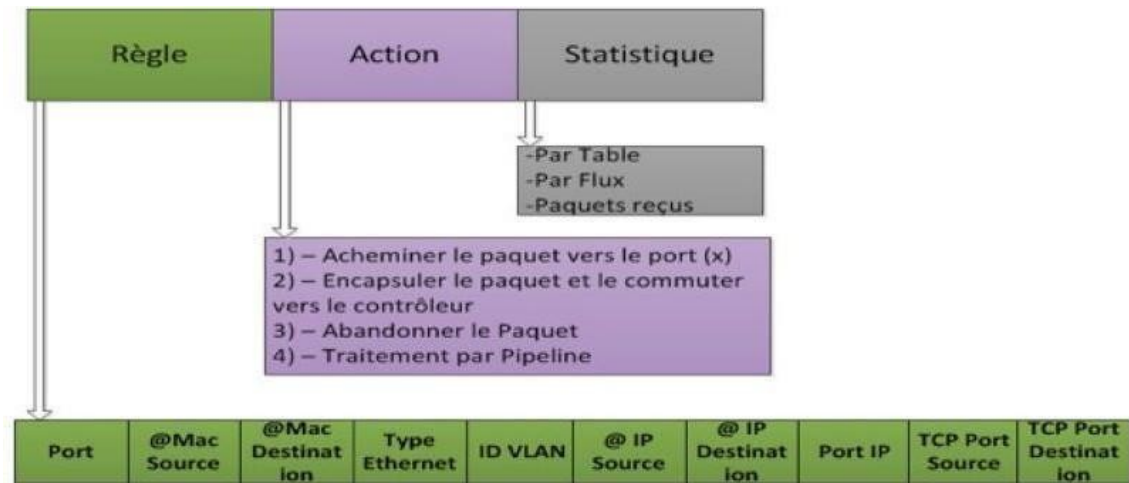 Règle Action Statistique
-Par Table
-Par Flux
-Paquets reçus
1) – Acheminer le paquet vers le port (x)
2) – Encapsuler le paquet et le commuter
vers le contrôleur
3) – Abandonner le Paquet
4) – Traitement par Pipeline
Port
@Mac
Source
@Mac
Destinat
ion
Type
Ethernet
ID VLAN
@ IP
Source
@ IP
Destinat
ion
Port IP
TCP Port
Source
TCP Port
Destinat
ion